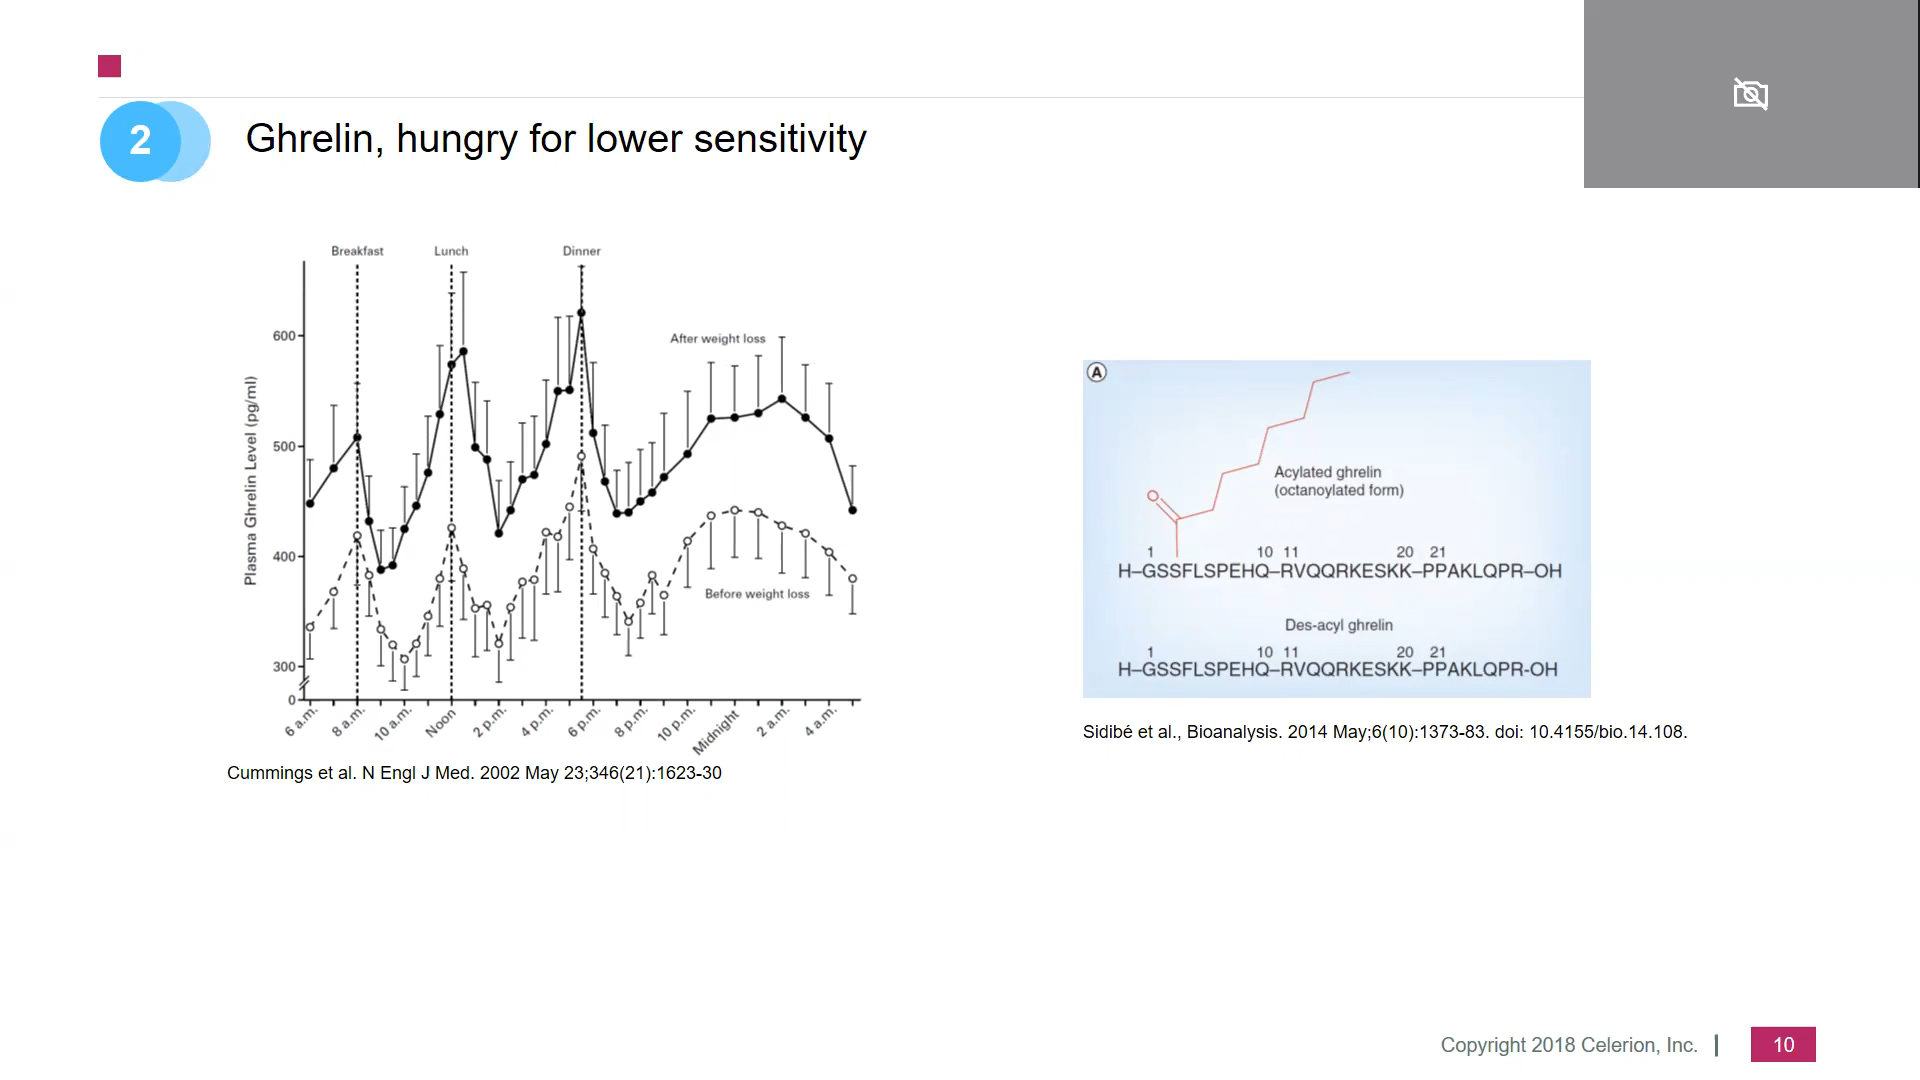 2
Ghrelin, hungry for lower sensitivity
Breakfast Lunch Dinner
600
500
400
300
0
Plasma Ghrelin Level (pg/ml)
After weight loss
Before weight loss
6 a.m. 8 a.m. 10 a.m. Noon 2 p.m. 4 p.m. 6 p.m. 8 p.m. 10 p.m. Midnight 2 a.m. 4 a.m.
Cummings et al. N Engl J Med. 2002 May 23;346(21):1623-30
A
Acylated ghrelin
(octanoylated form)
O
1 10 11 20 21
H–GSSFLSPEHQ–RVQQRKESKK–PPAKLQPR–OH
Des-acyl ghrelin
1 10 11 20 21
H–GSSFLSPEHQ–RVQQRKESKK–PPAKLQPR-OH
Sidibé et al., Bioanalysis. 2014 May;6(10):1373-83. doi: 10.4155/bio.14.108.
Copyright 2018 Celerion, Inc. | 10